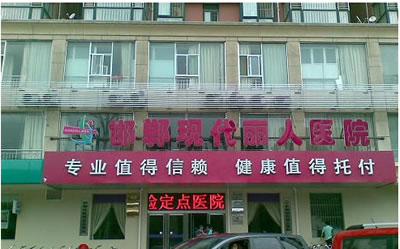 邯郸现代丽人医院
专业值得信赖 健康值得托付
定点医院